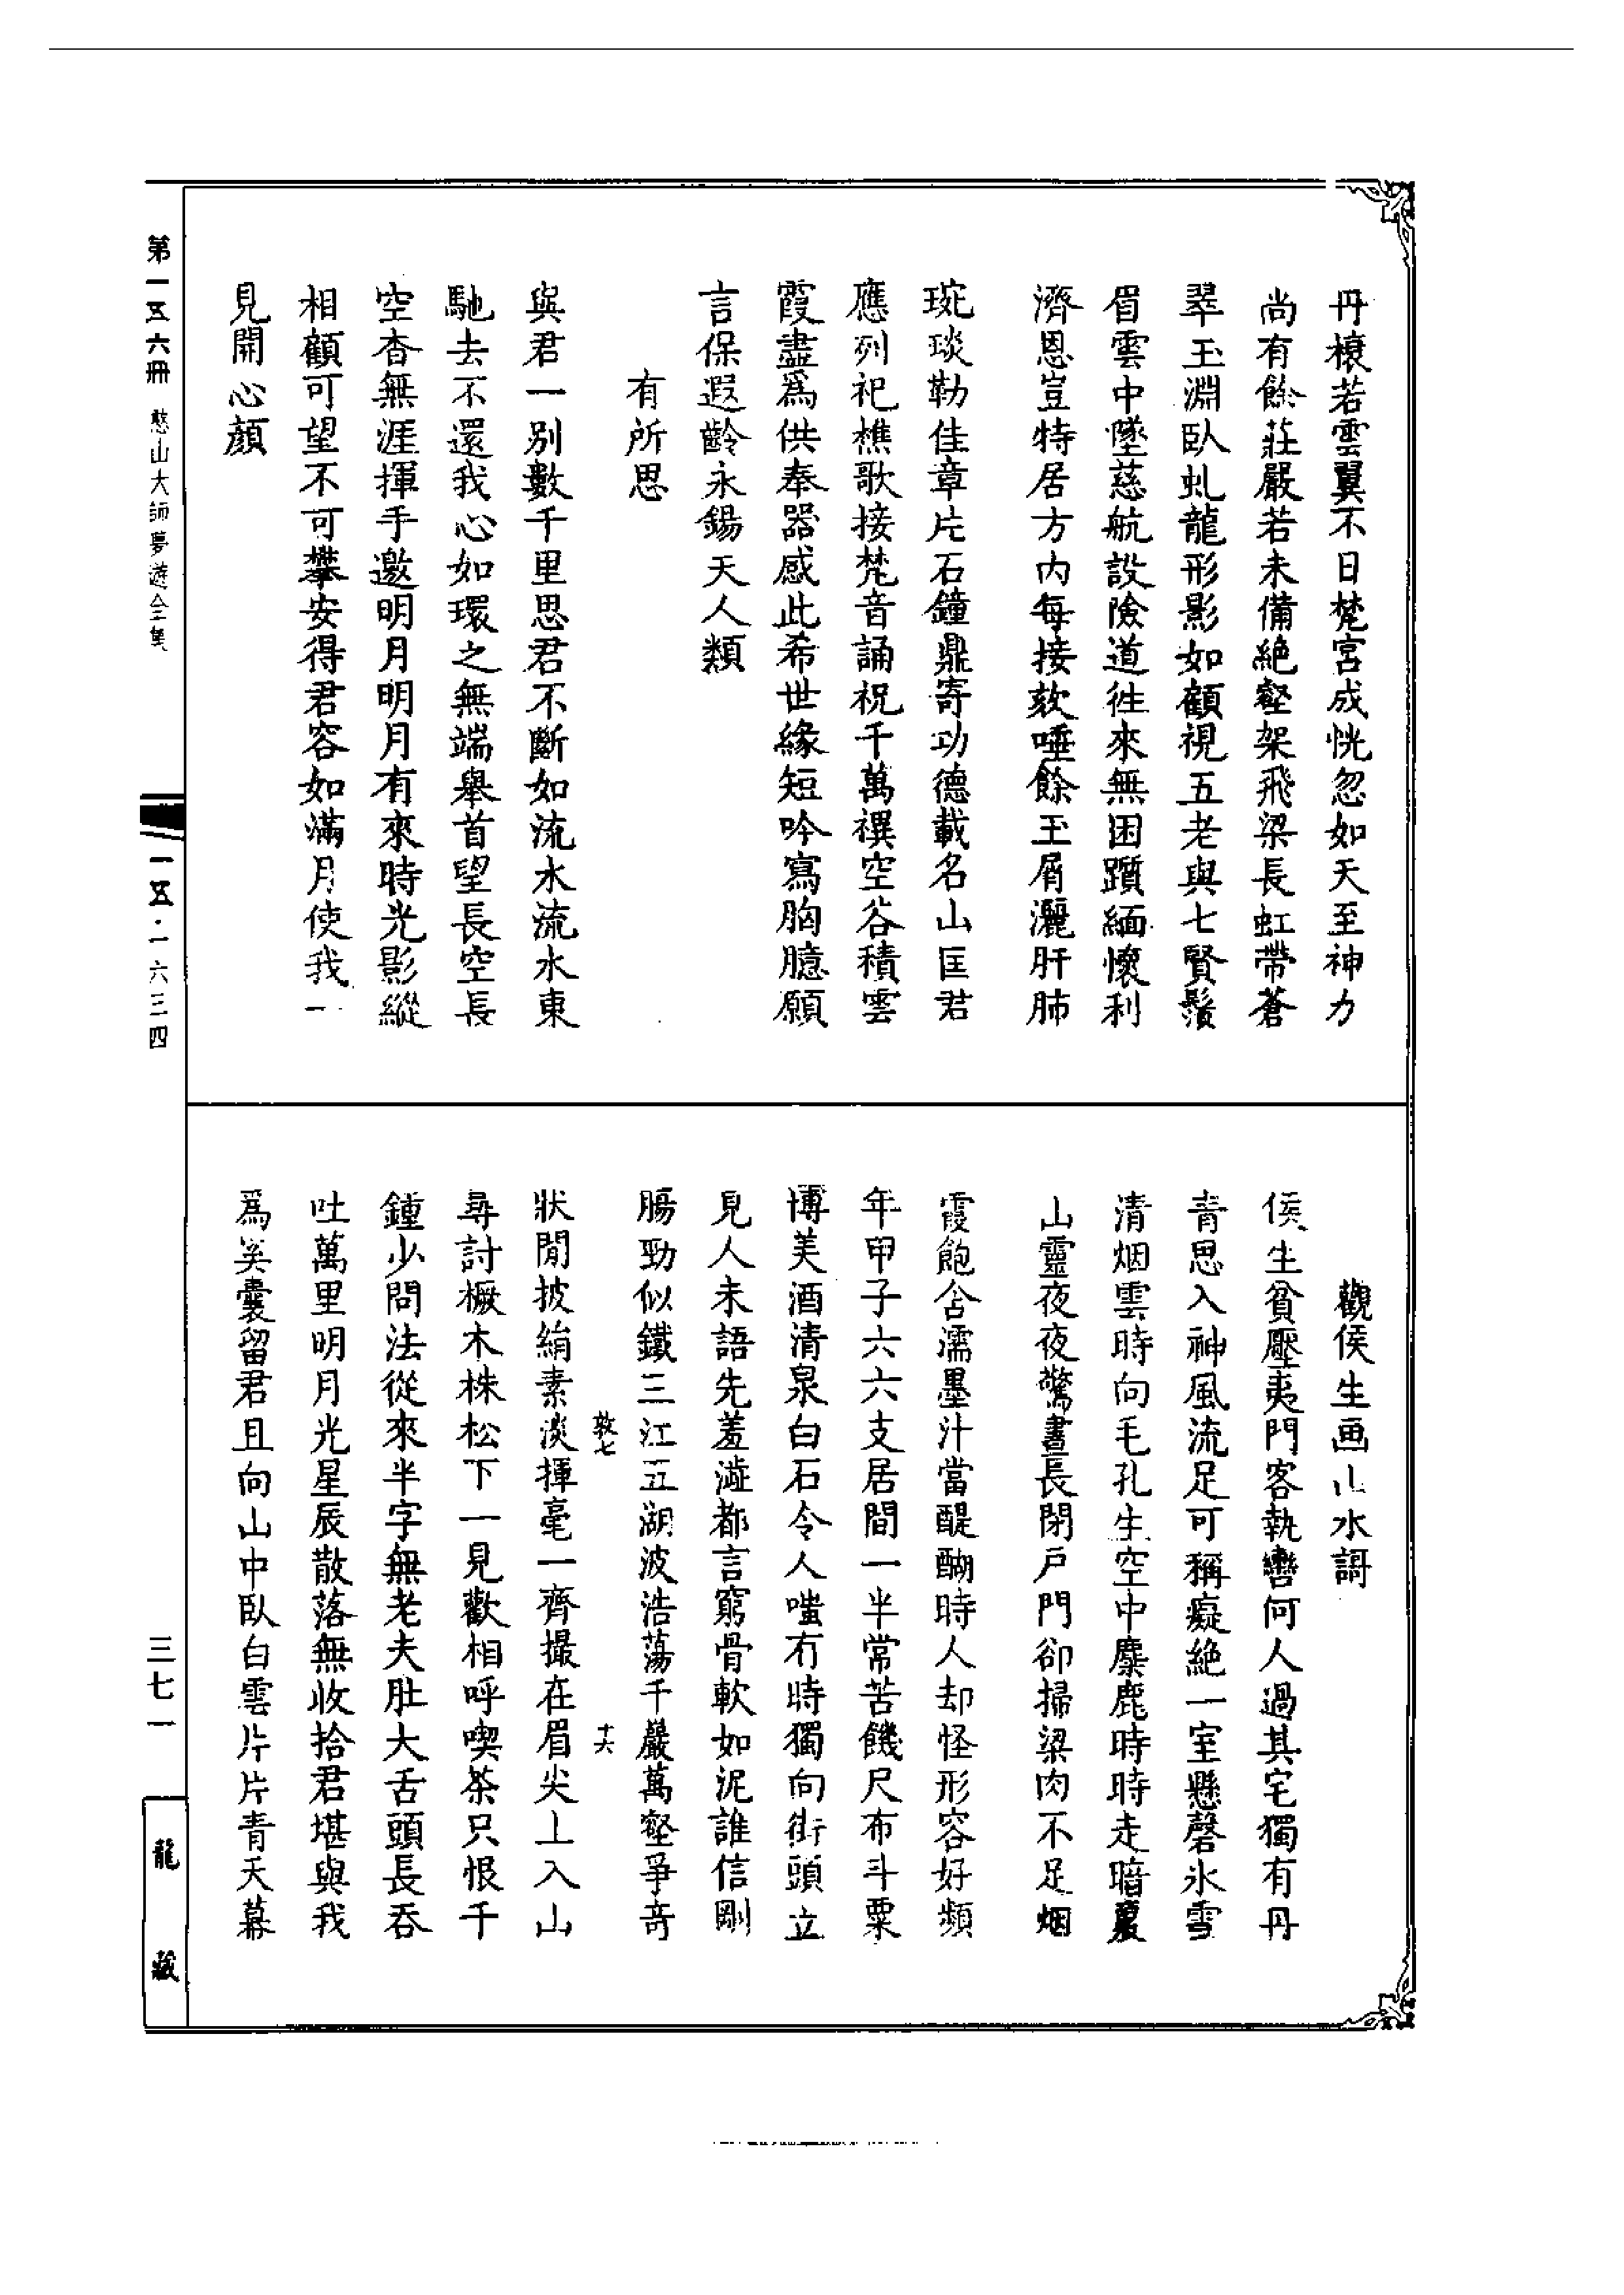 丹榱若雲翼不日梵宮成恍忽如天至神力
尚有餘莊嚴若未備絕壑架飛梁長虹帶蒼
翠玉淵臥虬龍形影如顧視五老與七賢鬚
眉雲中墜慈航設險道往來無困躓緬懷利
濟恩豈特居方內每接欬唾餘玉屑灑肝肺
琬琰勒佳章片石鐘鼎寄功德載名山匡君
應列祀樵歌接梵音誦祝千萬禩空谷積雲
霞盡爲供奉器感此希世緣短吟寫胸臆願
言保遐齡永錫天人類
有所思
與君一別數千里思君不斷如流水流水東
馳去不還我心如環之無端舉首望長空長
空杳無涯揮手邀明月明月有來時光影縱
相顧可望不可攀安得君容如滿月使我一
見開心顏
觀侯生画山水謌
侯生貧壓夷門客執轡何人過其宅獨有丹
青思入神風流足可稱癡絕一室懸磬氷雪
清烟雲時向毛孔生空中麋鹿時時走暗裏
山靈夜夜驚晝長閉戶門卻掃粱肉不足烟
霞飽含濡墨汁當醍醐時人却怪形容好頻
年甲子六六支居間一半常苦饑尺布斗粟
博美酒清泉白石令人嗤有時獨向街頭立
見人未語先羞澁都言窮骨軟如泥誰信剛
腸勁似鐵三江五湖波浩蕩千巖萬壑爭奇
狀閒披絹素淡揮毫一齊撮在眉尖上入山
尋討橛木株松下一見歡相呼喫茶只恨千
鍾少問法從來半字無老夫肚大舌頭長吞
吐萬里明月光星辰散落無收拾君堪與我
爲奚囊留君且向山中臥白雲片片青天幕
敦七
十六
第一五六冊 憨山大師夢遊全集
一五·一六三四
三七一
龍藏